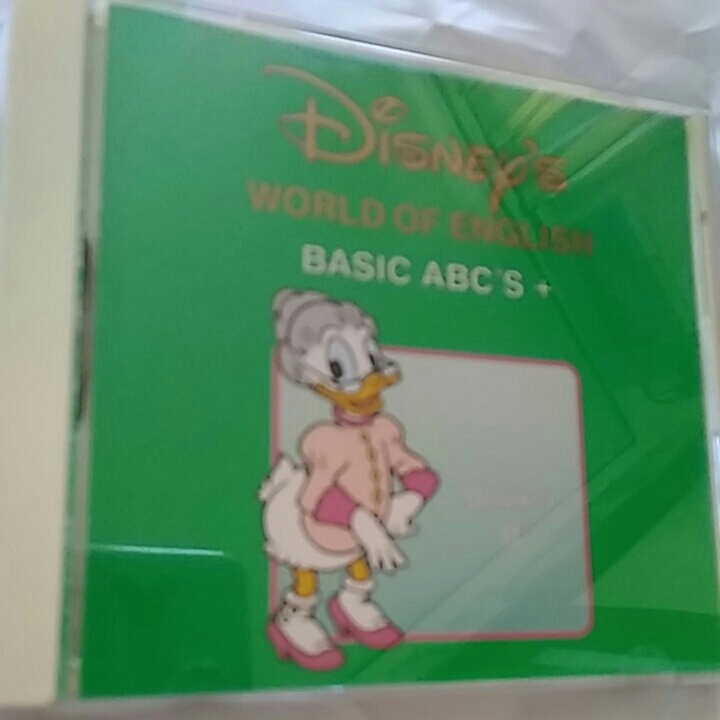 DISNEY'S
WORLD OF ENGLISH
BASIC ABC'S +